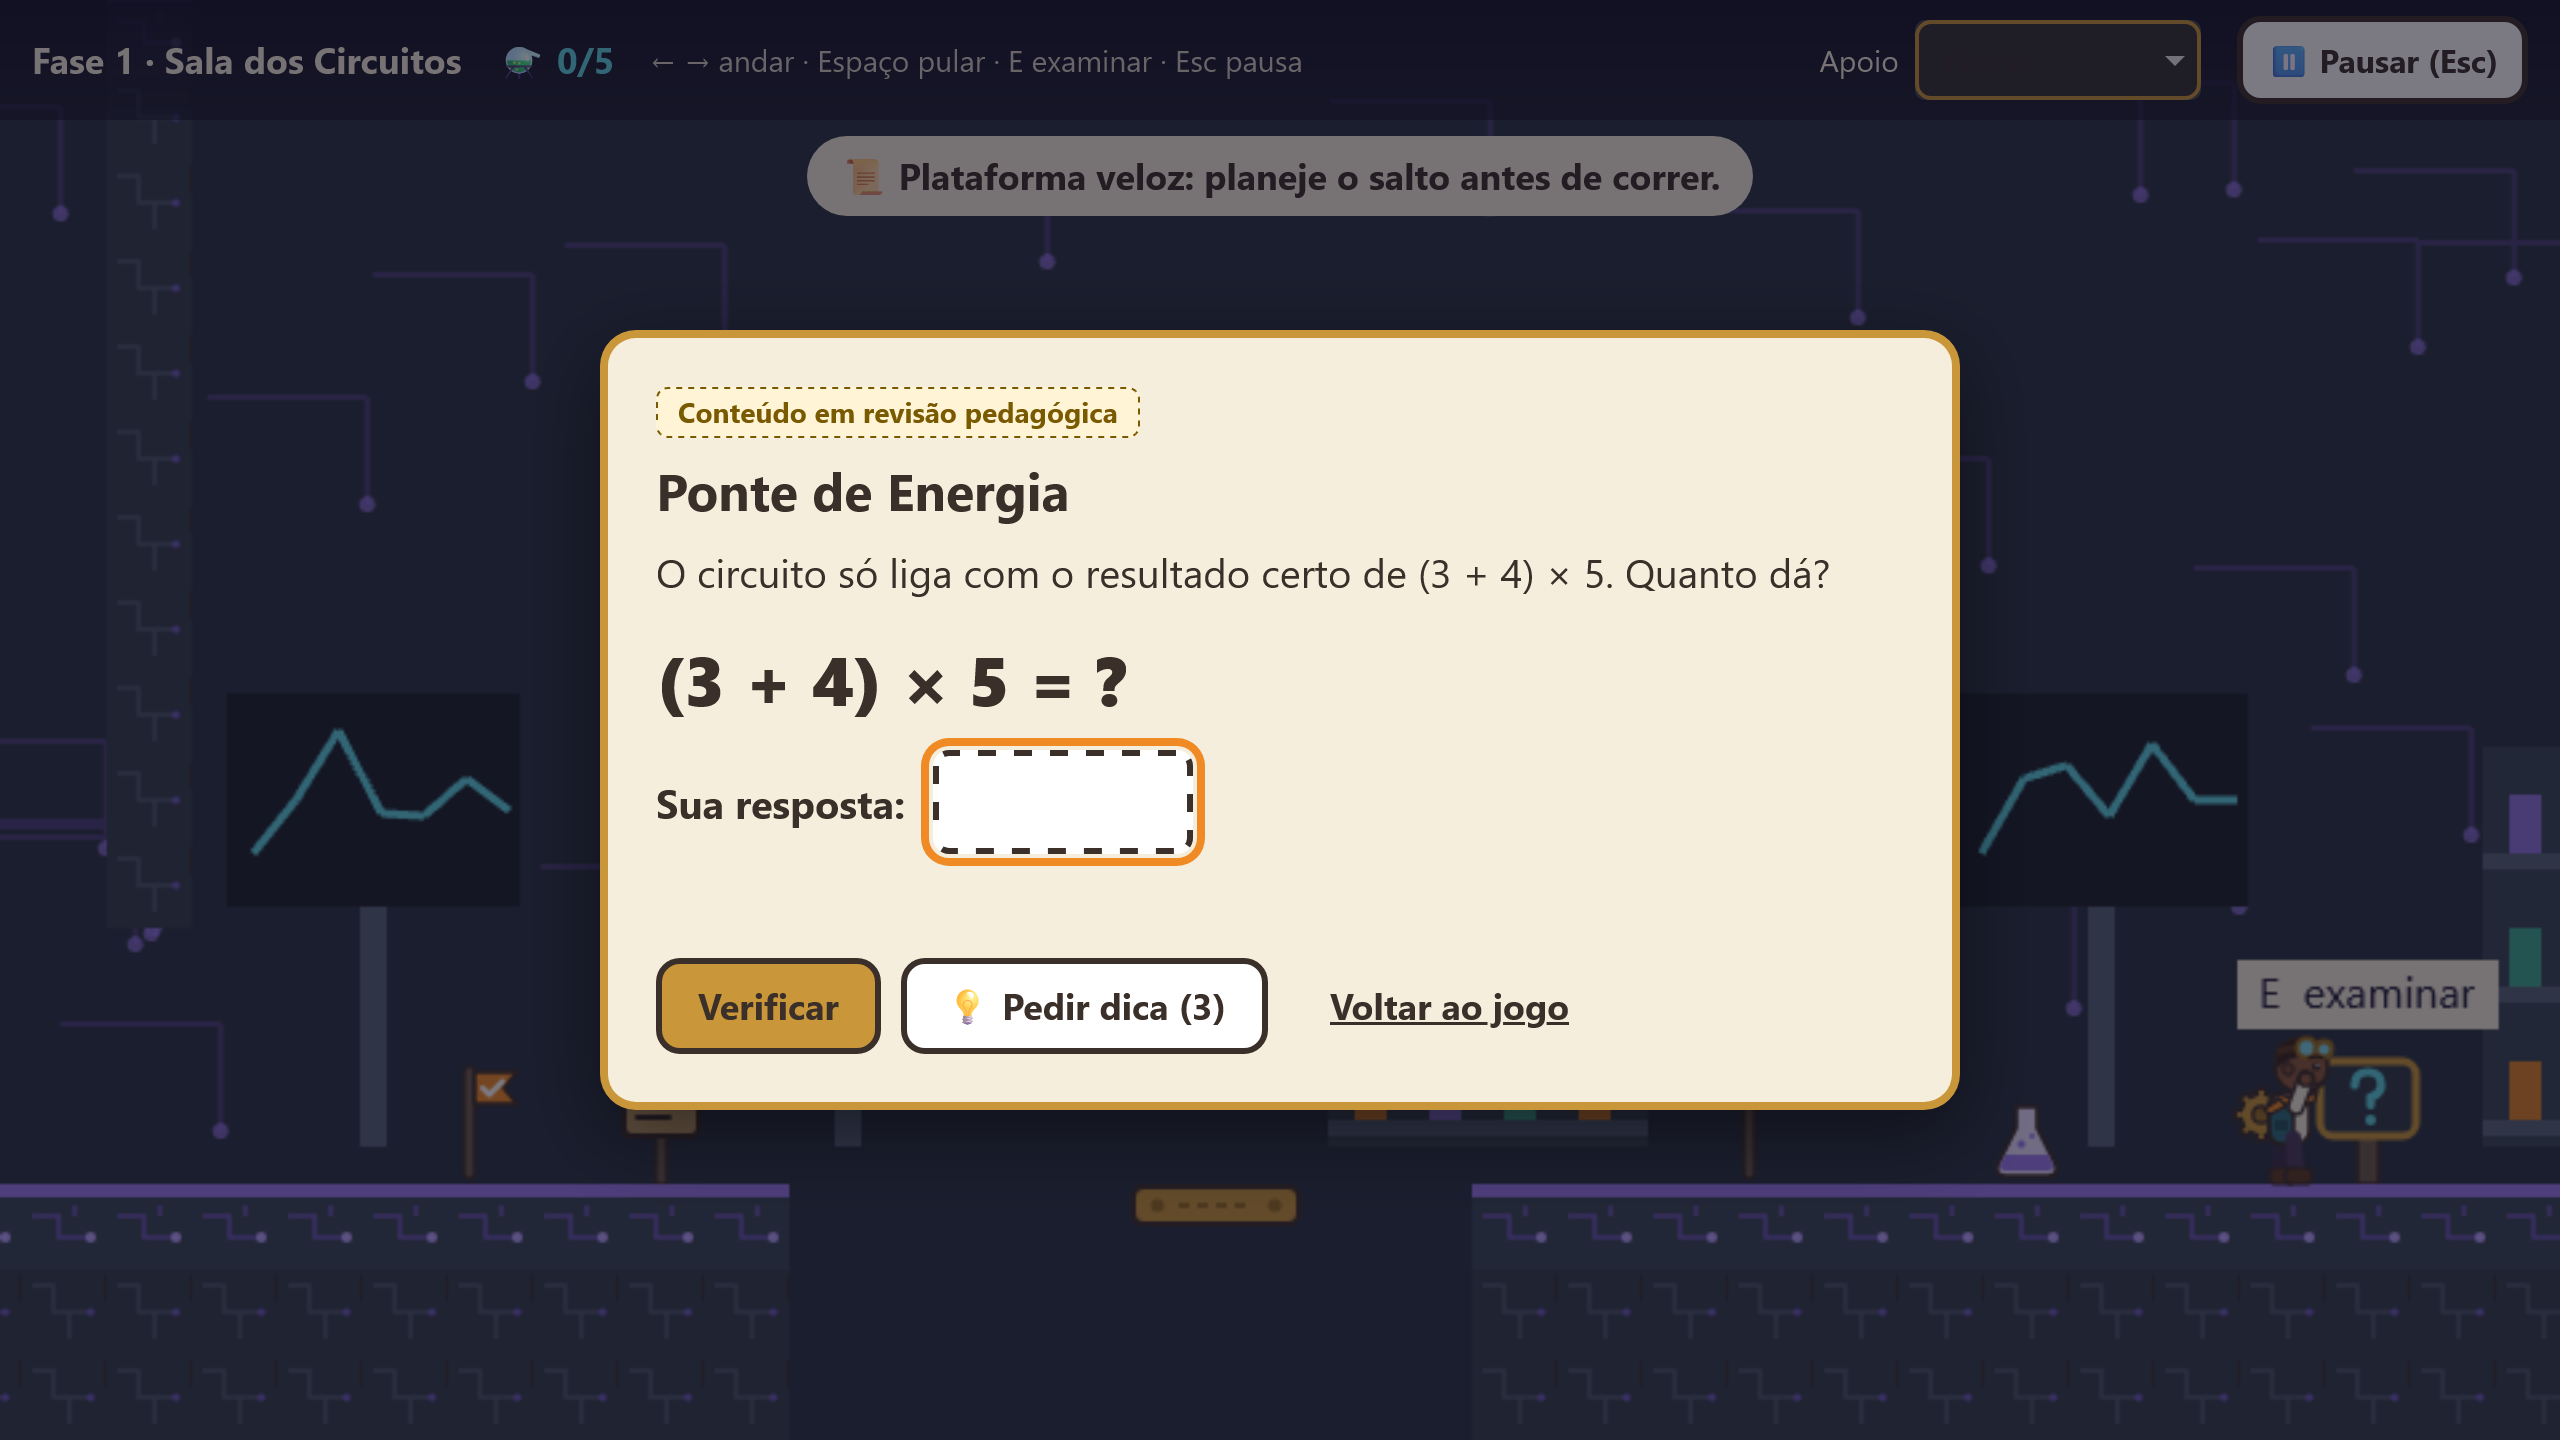 Fase 1 · Sala dos Circuitos 0/5 ← → andar · Espaço pular · E examinar · Esc pausa Apoio Pausar (Esc)
Plataforma veloz: planeje o salto antes de correr.
Conteúdo em revisão pedagógica
Ponte de Energia
O circuito só liga com o resultado certo de (3 + 4) × 5. Quanto dá?
(3 + 4) × 5 = ?
Sua resposta:
Verificar Pedir dica (3) Voltar ao jogo
E examinar
?